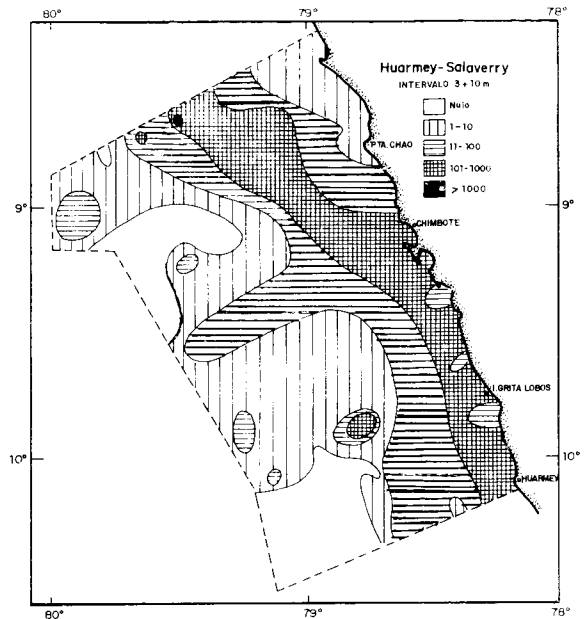 80°
79°
78°
Huarmey-Salaverry
INTERVALO 3+10 m
Nulo
1-10
11-100
101-1000
> 1000
PTA. CHAO
9°
9°
CHIMBOTE
I. GRITA LOBOS
10°
10°
HUARMEY
80°
79°
78°